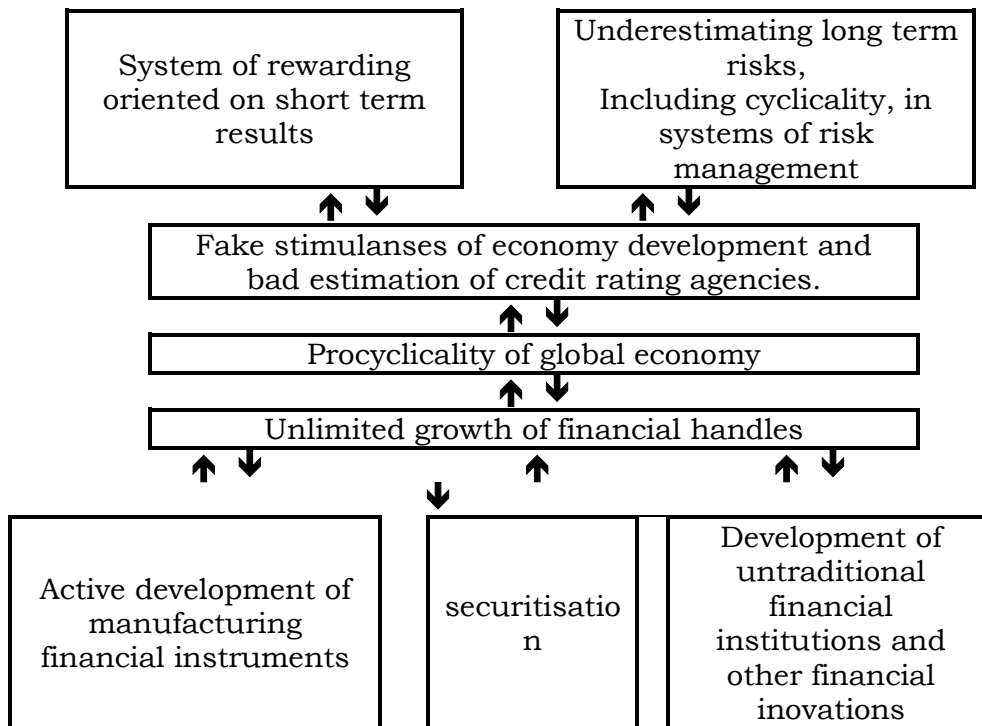 System of rewarding
oriented on short term
results
Underestimating long term
risks,
Including cyclicality, in
systems of risk
management
Fake stimulanses of economy development and
bad estimation of credit rating agencies.
Procyclicality of global economy
Unlimited growth of financial handles
Active development of
manufacturing
financial instruments
securitisatio
n
Development of
untraditional
financial
institutions and
other financial
inovations